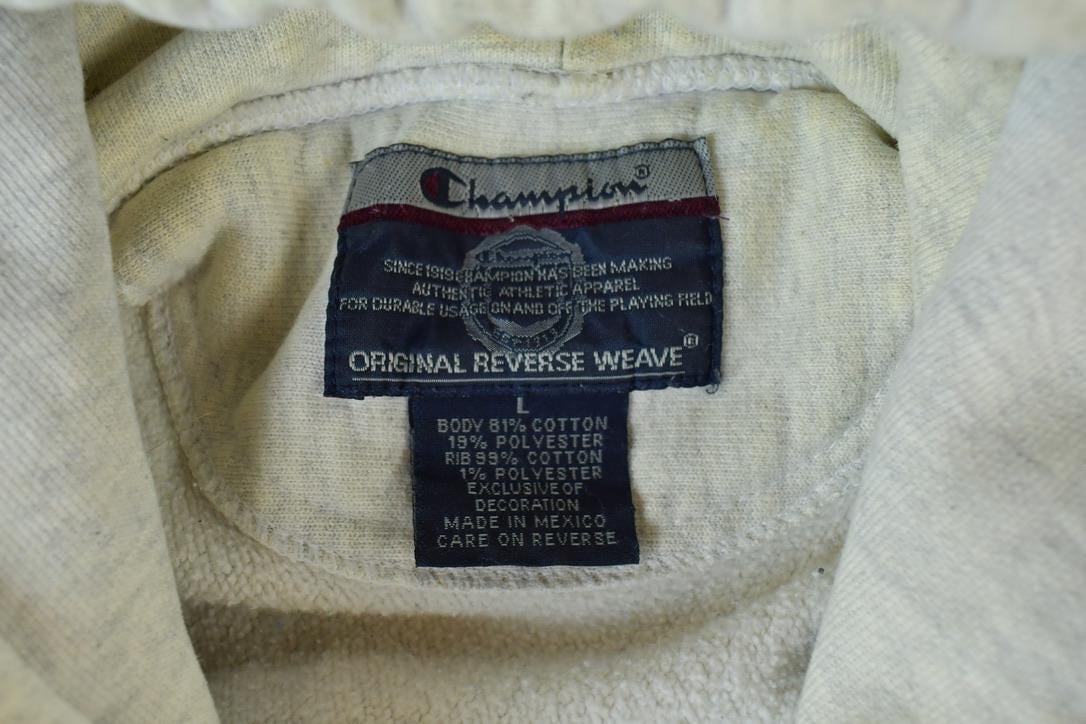 Champion®
SINCE 1919 CHAMPION HAS BEEN MAKING
AUTHENTIC ATHLETIC APPAREL
FOR DURABLE USAGE ON AND OFF THE PLAYING FIELD
ORIGINAL REVERSE WEAVE®
L
BODY 81% COTTON
19% POLYESTER
RIB 99% COTTON
1% POLYESTER
EXCLUSIVE OF
DECORATION
MADE IN MEXICO
CARE ON REVERSE